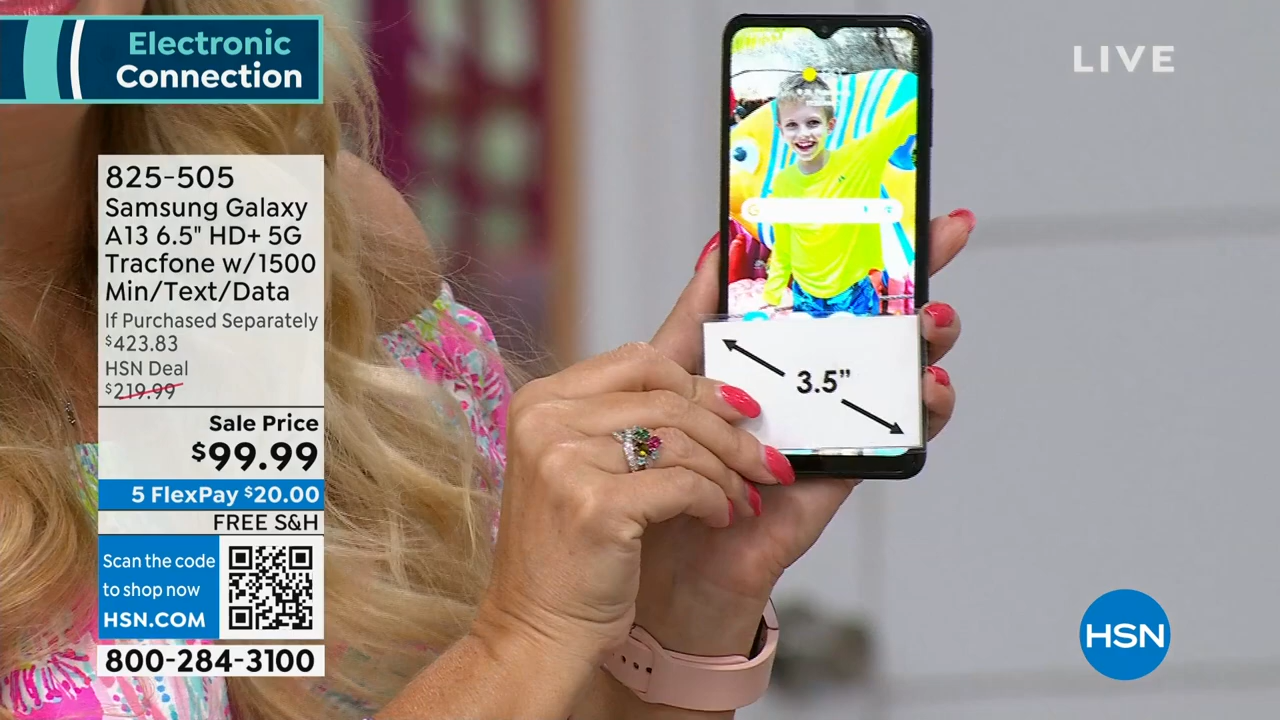 Electronic
Connection
LIVE
825-505
Samsung Galaxy
A13 6.5" HD+ 5G
Tracfone w/1500
Min/Text/Data
If Purchased Separately
$423.83
HSN Deal
$219.99
Sale Price
$99.99
5 FlexPay $20.00
FREE S&H
Scan the code
to shop now
HSN.COM
800-284-3100
3.5”
HSN